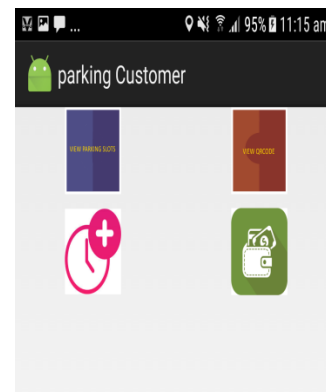 ... 95% 11:15 am
parking Customer
VIEW PARKING SLOTS
VIEW QRCODE